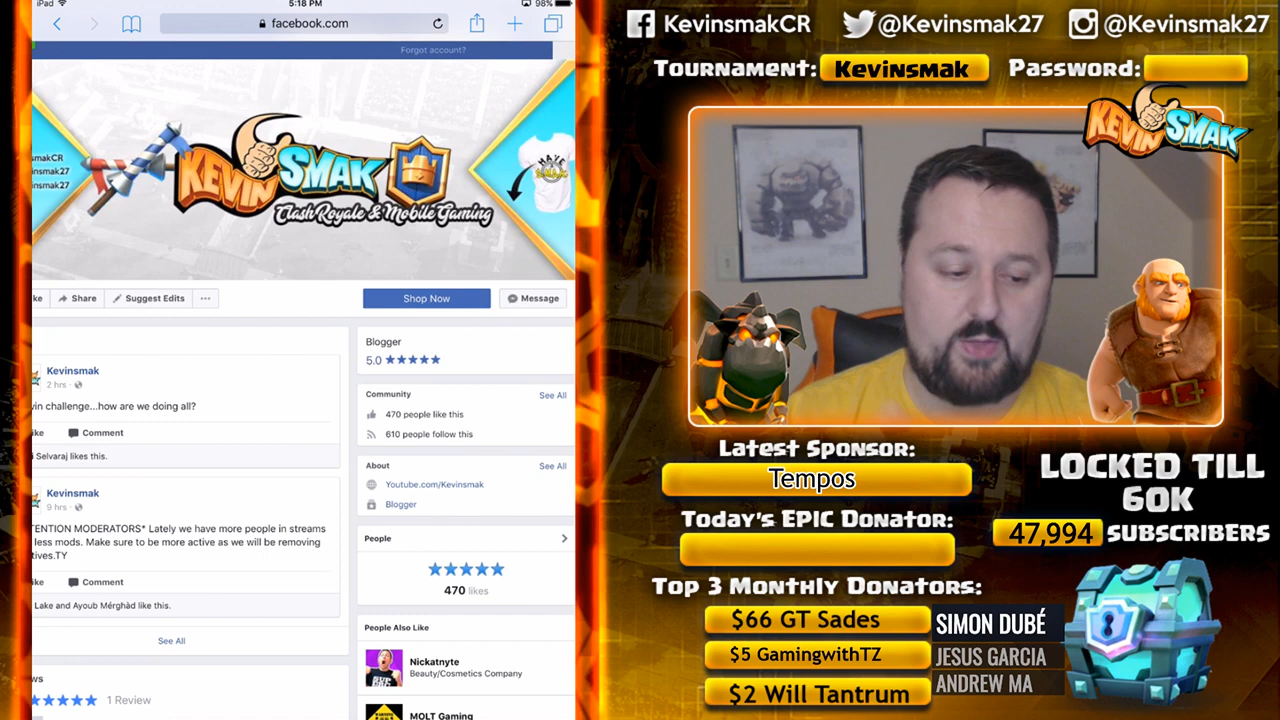 iPad
5:18 PM
98%
facebook.com
Forgot account?
smakCR
insmak27
insmak27
KEVIN SMAK
Clash Royale & Mobile Gaming
HAVE
SMAK
ke
Share
Suggest Edits
...
Shop Now
Message
Kevinsmak
2 hrs ·
vin challenge...how are we doing all?
ike
Comment
i Selvaraj likes this.
Kevinsmak
9 hrs ·
TENTION MODERATORS* Lately we have more people in streams
less mods. Make sure to be more active as we will be removing
tives.TY
ike
Comment
Lake and Ayoub Mérghàd like this.
See All
ws
1 Review
Blogger
5.0
Community
See All
470 people like this
610 people follow this
About
See All
Youtube.com/Kevinsmak
Blogger
People
470 likes
People Also Like
Nickatnyte
Beauty/Cosmetics Company
MOLT Gaming
KevinsmakCR
@Kevinsmak27
@Kevinsmak27
Tournament: Kevinsmak
Password:
KEVIN SMAK
Latest Sponsor:
Tempos
Today's EPIC Donator:
Top 3 Monthly Donators:
$66 GT Sades
$5 GamingwithTZ
$2 Will Tantrum
SIMON DUBÉ
JESUS GARCIA
ANDREW MA
LOCKED TILL
60K
47,994 SUBSCRIBERS